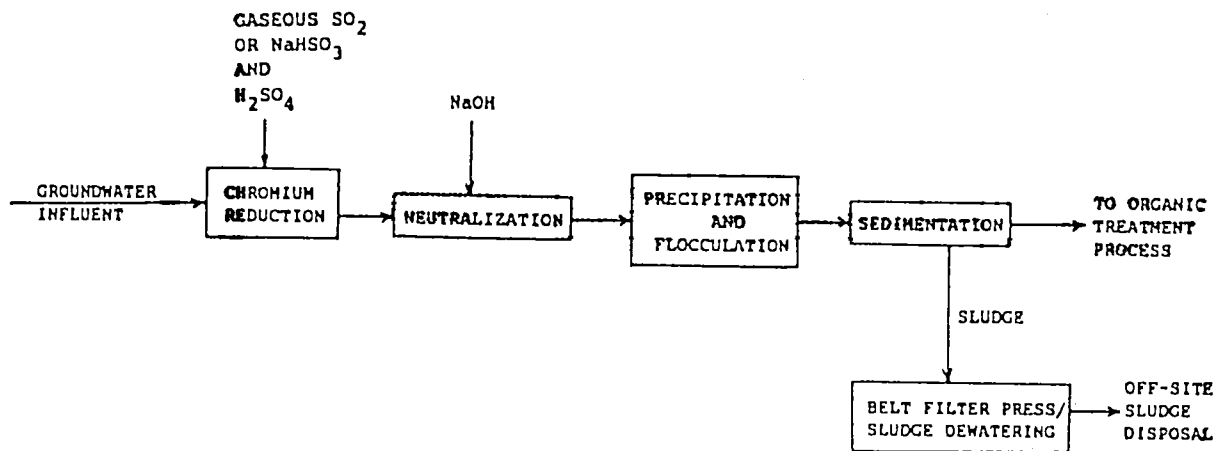 GASEOUS SO2
OR NaHSO3
AND
H2SO4
NaOH
GROUNDWATER
INFLUENT
CHROMIUM
REDUCTION
NEUTRALIZATION
PRECIPITATION
AND
FLOCCULATION
SEDIMENTATION
TO ORGANIC
TREATMENT
PROCESS
SLUDGE
BELT FILTER PRESS/
SLUDGE DEWATERING
OFF-SITE
SLUDGE
DISPOSAL